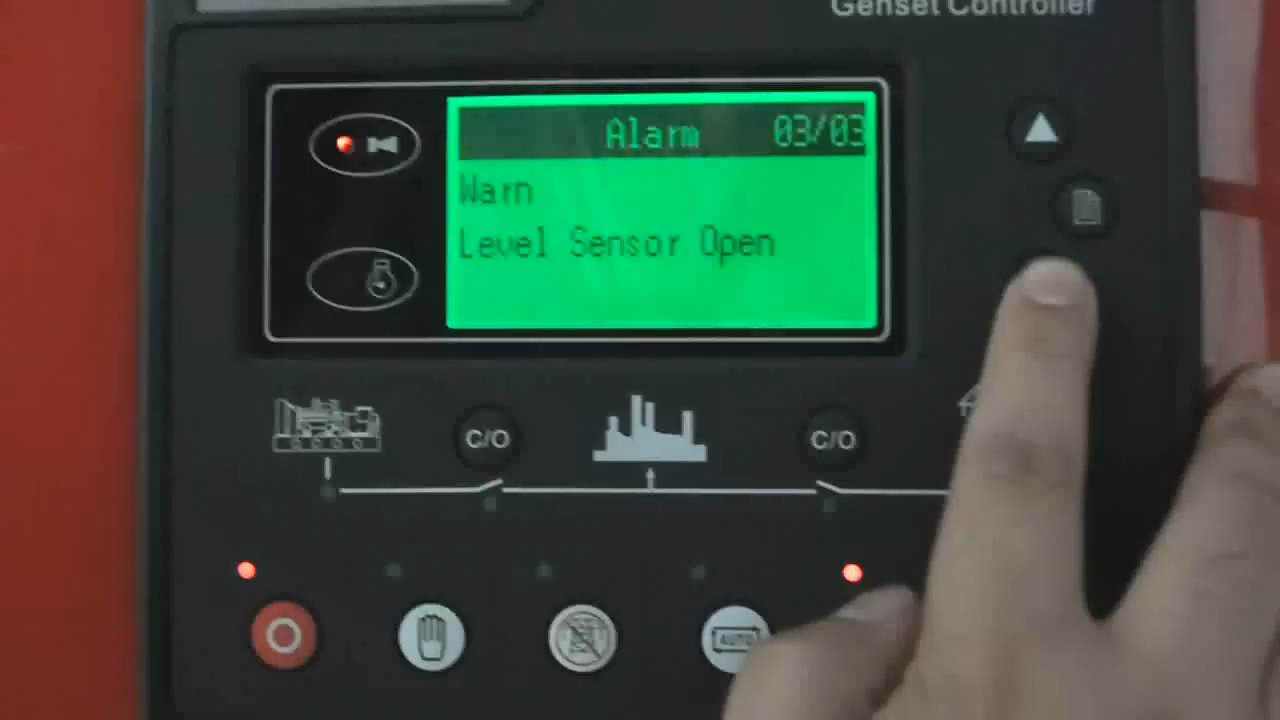 Genset Controller
Alarm 03/03
Warn
Level Sensor Open
C/O
C/O
AUTO